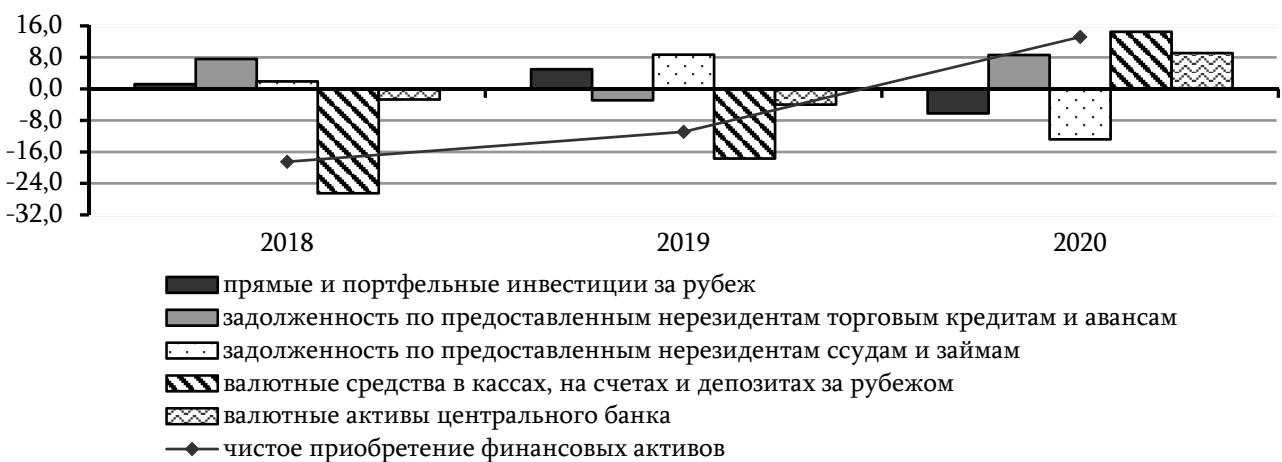 16,0
8,0
0,0
-8,0
-16,0
-24,0
-32,0
2018 2019 2020
прямые и портфельные инвестиции за рубеж
задолженность по предоставленным нерезидентам торговым кредитам и авансам
задолженность по предоставленным нерезидентам ссудам и займам
валютные средства в кассах, на счетах и депозитах за рубежом
валютные активы центрального банка
чистое приобретение финансовых активов